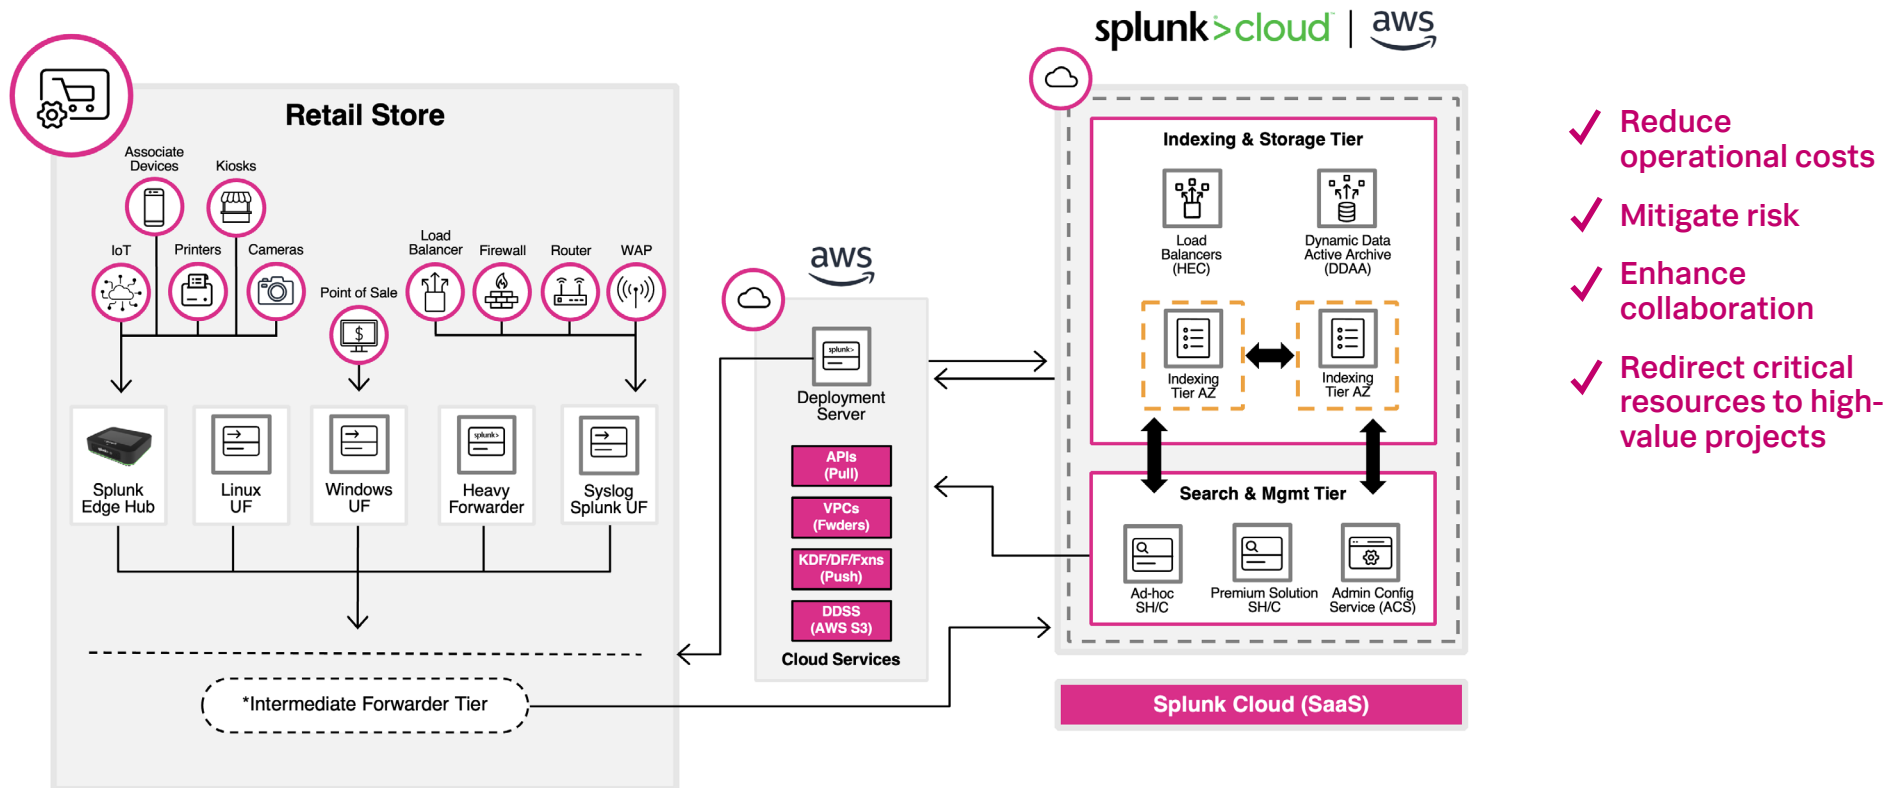 splunk>cloud™ | aws
Retail Store
Associate
Devices
Kiosks
IoT
Printers
Cameras
Point of Sale
$
Load
Balancer
Firewall
Router
WAP
Splunk
Edge Hub
Linux
UF
Windows
UF
splunk>
Heavy
Forwarder
Syslog
Splunk UF
*Intermediate Forwarder Tier
aws
splunk>
Deployment
Server
APIs
(Pull)
VPCs
(Fwders)
KDF/DF/Fxns
(Push)
DDSS
(AWS S3)
Cloud Services
Indexing & Storage Tier
Load
Balancers
(HEC)
Dynamic Data
Active Archive
(DDAA)
Indexing
Tier AZ
Indexing
Tier AZ
Search & Mgmt Tier
Ad-hoc
SH/C
Premium Solution
SH/C
Admin Config
Service (ACS)
Splunk Cloud (SaaS)
Reduce
operational costs
Mitigate risk
Enhance
collaboration
Redirect critical
resources to high-
value projects